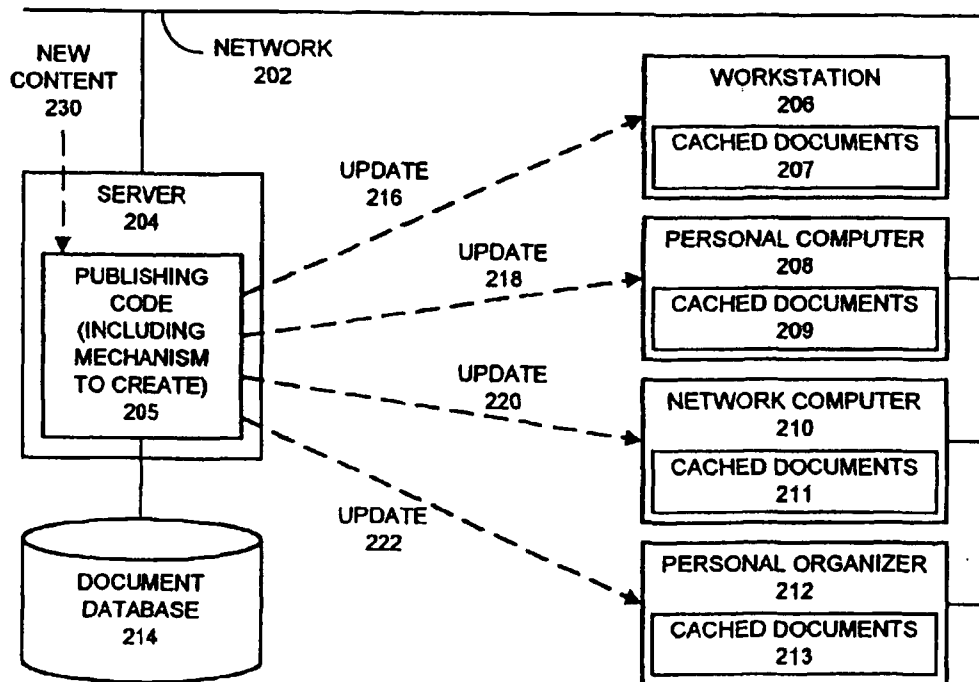 NEW
CONTENT
230
NETWORK
202
SERVER
204
PUBLISHING
CODE
(INCLUDING
MECHANISM
TO CREATE)
205
DOCUMENT
DATABASE
214
UPDATE
216
UPDATE
218
UPDATE
220
UPDATE
222
WORKSTATION
206
CACHED DOCUMENTS
207
PERSONAL COMPUTER
208
CACHED DOCUMENTS
209
NETWORK COMPUTER
210
CACHED DOCUMENTS
211
PERSONAL ORGANIZER
212
CACHED DOCUMENTS
213